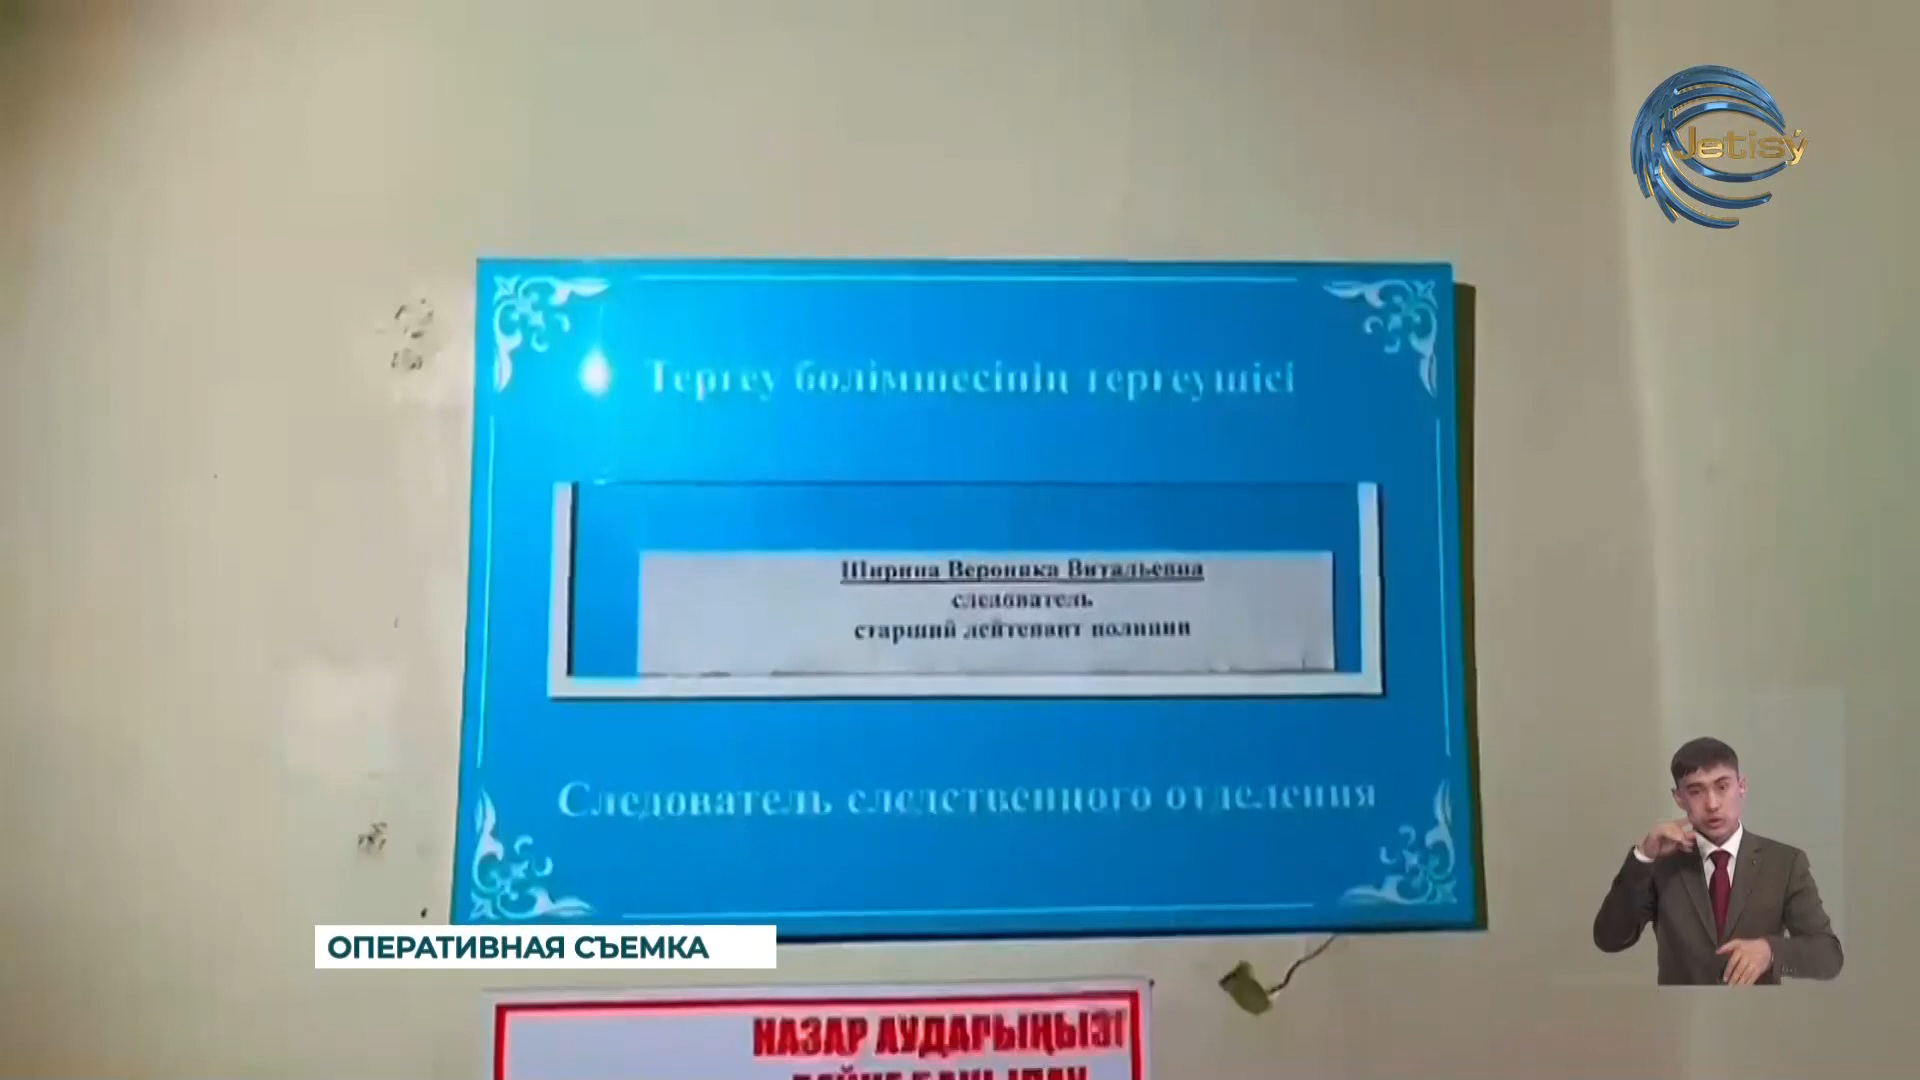 Jetisý
Тергеу бөлімшесінің тергеушісі
Ширина Вероника Витальевна
следователь
старший лейтенант полиции
Следователь следственного отделения
ОПЕРАТИВНАЯ СЪЕМКА
НАЗАР АУДАРЫҢЫЗ!